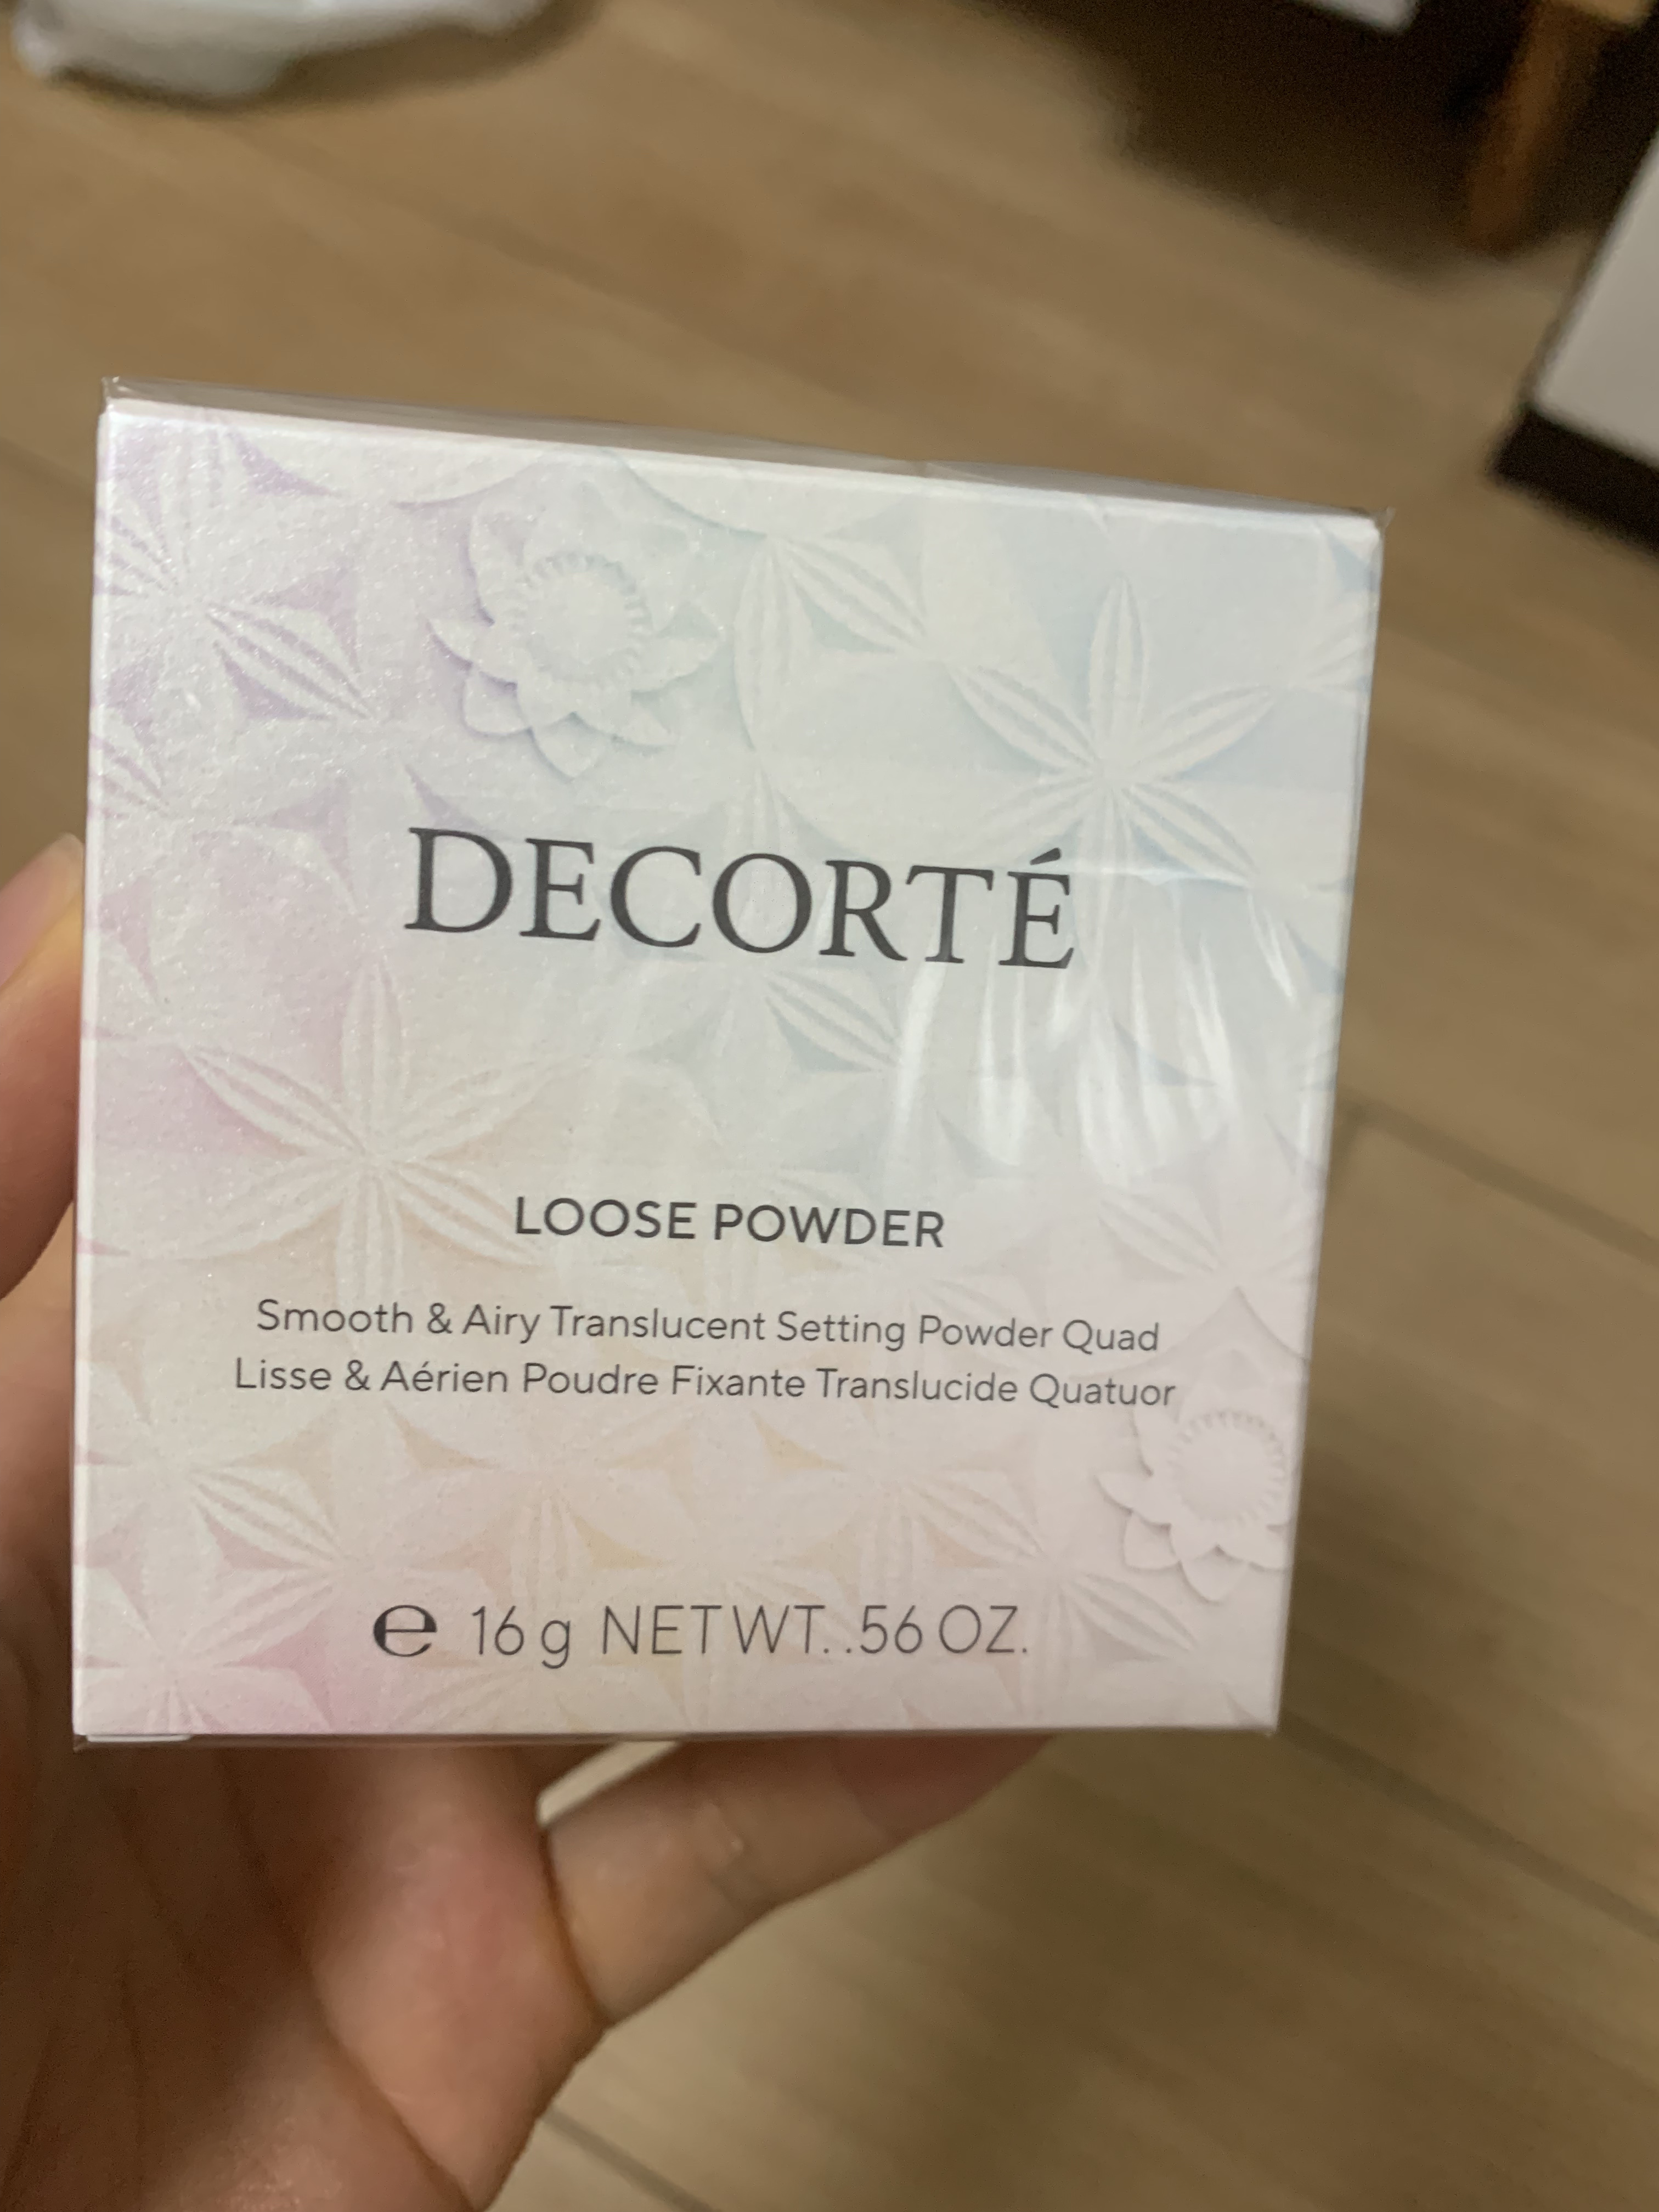 DECORTÉ
LOOSE POWDER
Smooth & Airy Translucent Setting Powder Quad
Lisse & Aérien Poudre Fixante Translucide Quatuor
℮ 16 g NET WT. .56 OZ.